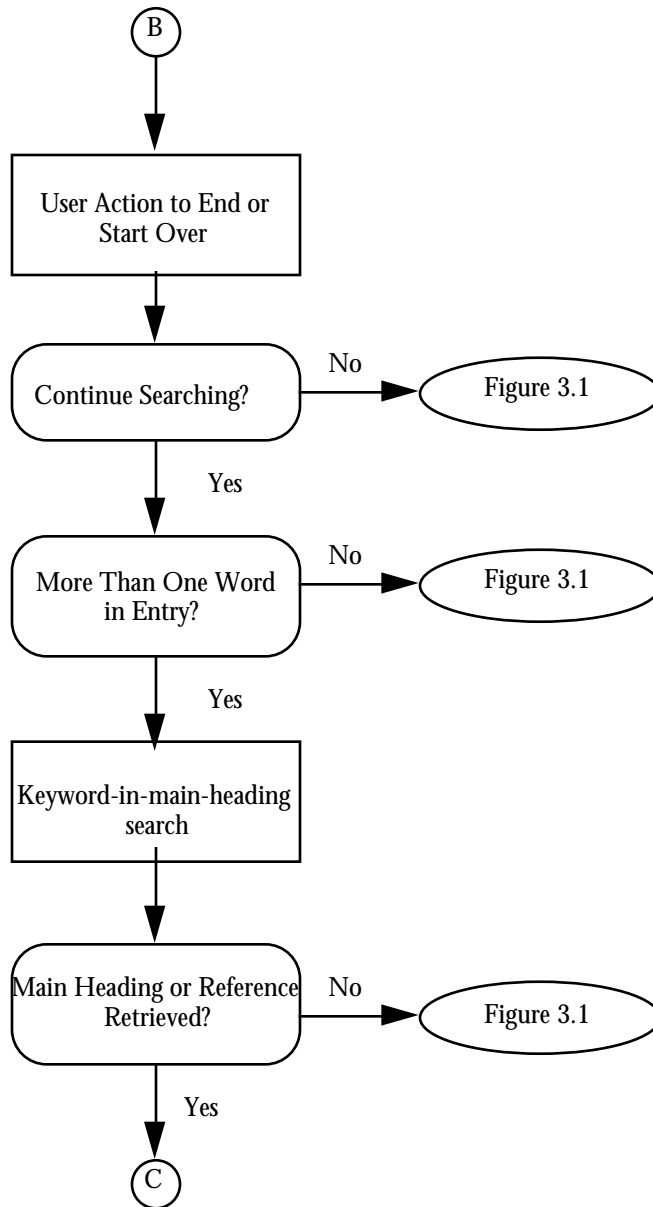 B
User Action to End or
Start Over
Continue Searching?
No
Figure 3.1
Yes
More Than One Word
in Entry?
No
Figure 3.1
Yes
Keyword-in-main-heading
search
Main Heading or Reference
Retrieved?
No
Figure 3.1
Yes
C